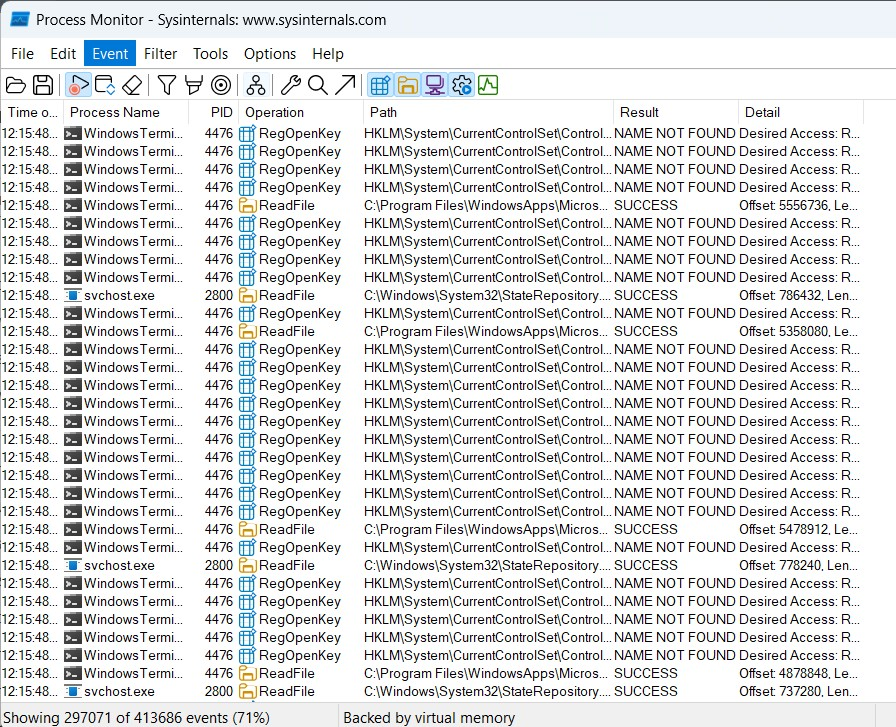 Process Monitor - Sysinternals: www.sysinternals.com
File Edit Event Filter Tools Options Help
Time o... Process Name PID Operation Path Result Detail
12:15:48... WindowsTermi... 4476 RegOpenKey HKLM\System\CurrentControlSet\Control... NAME NOT FOUND Desired Access: R...
12:15:48... WindowsTermi... 4476 RegOpenKey HKLM\System\CurrentControlSet\Control... NAME NOT FOUND Desired Access: R...
12:15:48... WindowsTermi... 4476 RegOpenKey HKLM\System\CurrentControlSet\Control... NAME NOT FOUND Desired Access: R...
12:15:48... WindowsTermi... 4476 RegOpenKey HKLM\System\CurrentControlSet\Control... NAME NOT FOUND Desired Access: R...
12:15:48... WindowsTermi... 4476 ReadFile C:\Program Files\WindowsApps\Micros... SUCCESS Offset: 5556736, Le...
12:15:48... WindowsTermi... 4476 RegOpenKey HKLM\System\CurrentControlSet\Control... NAME NOT FOUND Desired Access: R...
12:15:48... WindowsTermi... 4476 RegOpenKey HKLM\System\CurrentControlSet\Control... NAME NOT FOUND Desired Access: R...
12:15:48... WindowsTermi... 4476 RegOpenKey HKLM\System\CurrentControlSet\Control... NAME NOT FOUND Desired Access: R...
12:15:48... WindowsTermi... 4476 RegOpenKey HKLM\System\CurrentControlSet\Control... NAME NOT FOUND Desired Access: R...
12:15:48... svchost.exe 2800 ReadFile C:\Windows\System32\StateRepository.... SUCCESS Offset: 786432, Len...
12:15:48... WindowsTermi... 4476 RegOpenKey HKLM\System\CurrentControlSet\Control... NAME NOT FOUND Desired Access: R...
12:15:48... WindowsTermi... 4476 ReadFile C:\Program Files\WindowsApps\Micros... SUCCESS Offset: 5358080, Le...
12:15:48... WindowsTermi... 4476 RegOpenKey HKLM\System\CurrentControlSet\Control... NAME NOT FOUND Desired Access: R...
12:15:48... WindowsTermi... 4476 RegOpenKey HKLM\System\CurrentControlSet\Control... NAME NOT FOUND Desired Access: R...
12:15:48... WindowsTermi... 4476 RegOpenKey HKLM\System\CurrentControlSet\Control... NAME NOT FOUND Desired Access: R...
12:15:48... WindowsTermi... 4476 RegOpenKey HKLM\System\CurrentControlSet\Control... NAME NOT FOUND Desired Access: R...
12:15:48... WindowsTermi... 4476 RegOpenKey HKLM\System\CurrentControlSet\Control... NAME NOT FOUND Desired Access: R...
12:15:48... WindowsTermi... 4476 RegOpenKey HKLM\System\CurrentControlSet\Control... NAME NOT FOUND Desired Access: R...
12:15:48... WindowsTermi... 4476 RegOpenKey HKLM\System\CurrentControlSet\Control... NAME NOT FOUND Desired Access: R...
12:15:48... WindowsTermi... 4476 RegOpenKey HKLM\System\CurrentControlSet\Control... NAME NOT FOUND Desired Access: R...
12:15:48... WindowsTermi... 4476 RegOpenKey HKLM\System\CurrentControlSet\Control... NAME NOT FOUND Desired Access: R...
12:15:48... WindowsTermi... 4476 RegOpenKey HKLM\System\CurrentControlSet\Control... NAME NOT FOUND Desired Access: R...
12:15:48... WindowsTermi... 4476 ReadFile C:\Program Files\WindowsApps\Micros... SUCCESS Offset: 5478912, Le...
12:15:48... WindowsTermi... 4476 RegOpenKey HKLM\System\CurrentControlSet\Control... NAME NOT FOUND Desired Access: R...
12:15:48... svchost.exe 2800 ReadFile C:\Windows\System32\StateRepository.... SUCCESS Offset: 778240, Len...
12:15:48... WindowsTermi... 4476 RegOpenKey HKLM\System\CurrentControlSet\Control... NAME NOT FOUND Desired Access: R...
12:15:48... WindowsTermi... 4476 RegOpenKey HKLM\System\CurrentControlSet\Control... NAME NOT FOUND Desired Access: R...
12:15:48... WindowsTermi... 4476 RegOpenKey HKLM\System\CurrentControlSet\Control... NAME NOT FOUND Desired Access: R...
12:15:48... WindowsTermi... 4476 RegOpenKey HKLM\System\CurrentControlSet\Control... NAME NOT FOUND Desired Access: R...
12:15:48... WindowsTermi... 4476 RegOpenKey HKLM\System\CurrentControlSet\Control... NAME NOT FOUND Desired Access: R...
12:15:48... WindowsTermi... 4476 ReadFile C:\Program Files\WindowsApps\Micros... SUCCESS Offset: 4878848, Le...
12:15:48... svchost.exe 2800 ReadFile C:\Windows\System32\StateRepository.... SUCCESS Offset: 737280, Len...
Showing 297071 of 413686 events (71%) Backed by virtual memory